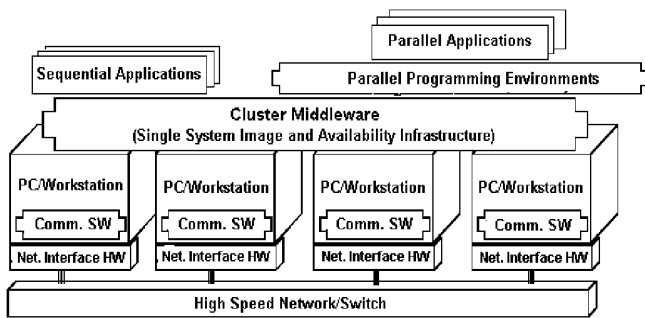 Parallel Applications
Sequential Applications
Parallel Programming Environments
Cluster Middleware
(Single System Image and Availability Infrastructure)
PC/Workstation
PC/Workstation
PC/Workstation
PC/Workstation
Comm. SW
Comm. SW
Comm. SW
Comm. SW
Net. Interface HW
Net. Interface HW
Net. Interface HW
Net. Interface HW
High Speed Network/Switch